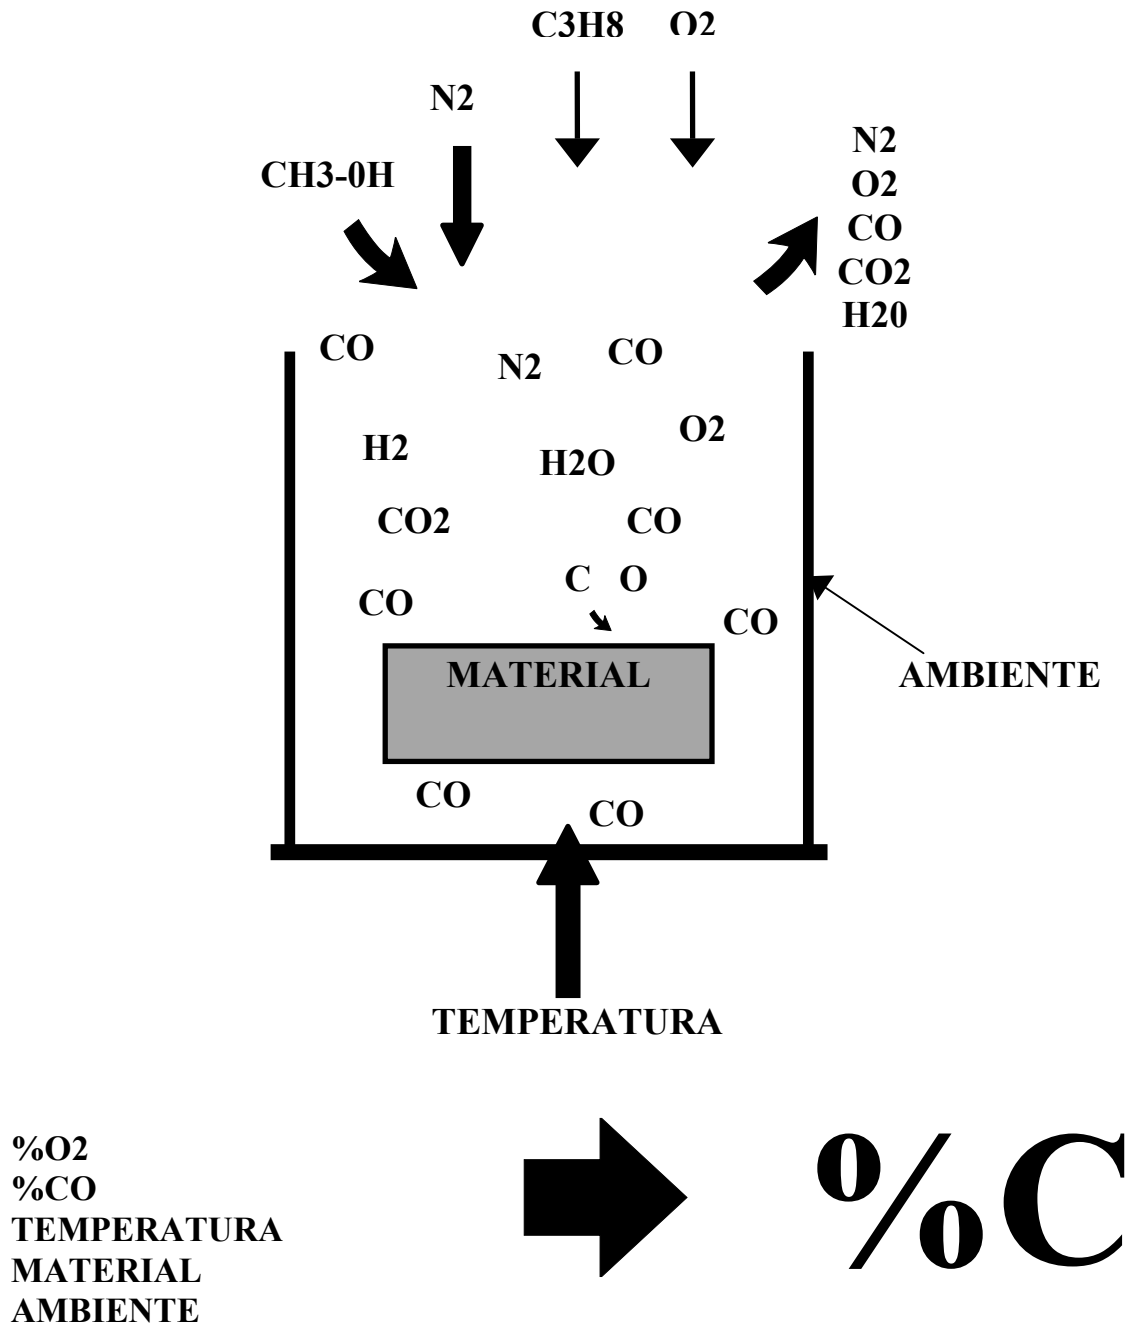 C3H8 O2
N2
CH3-0H
N2
O2
CO
CO2
H20
CO
N2
CO
H2
H2O
O2
CO2
CO
C O
CO
CO
MATERIAL
AMBIENTE
CO
CO
TEMPERATURA
%O2
%CO
TEMPERATURA
MATERIAL
AMBIENTE
%C